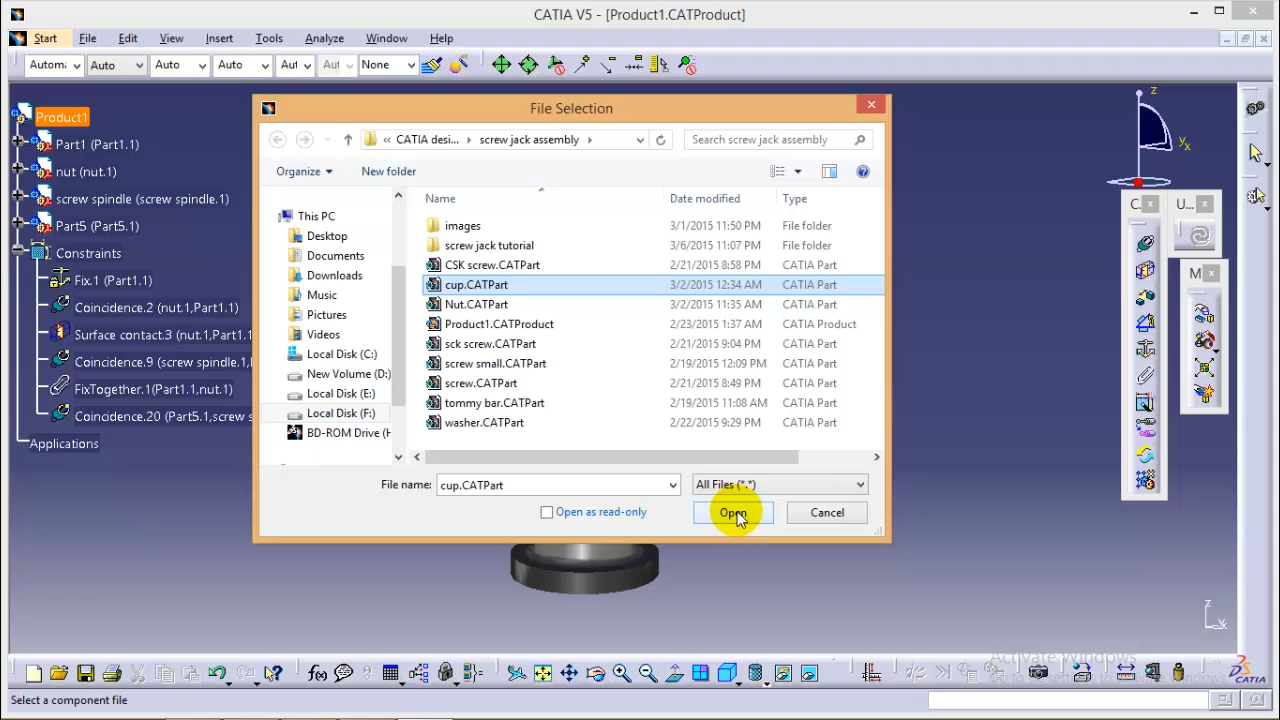 CATIA V5 - [Product1.CATProduct]
Start File Edit View Insert Tools Analyze Window Help
Autom Auto Auto Auto Aut Aut None
Product1
Part1 (Part1.1)
nut (nut.1)
screw spindle (screw spindle.1)
Part5 (Part5.1)
Constraints
Fix.1 (Part1.1)
Coincidence.2 (nut.1,Part1.1)
Surface contact.3 (nut.1,Part1.
Coincidence.9 (screw spindle.1,
FixTogether.1(Part1.1,nut.1)
Coincidence.20 (Part5.1,screw s
Applications
File Selection
« CATIA desi... screw jack assembly
Search screw jack assembly
Organize New folder
This PC
Desktop
Documents
Downloads
Music
Pictures
Videos
Local Disk (C:)
New Volume (D:)
Local Disk (E:)
Local Disk (F:)
BD-ROM Drive (H
Name Date modified Type
images 3/1/2015 11:50 PM File folder
screw jack tutorial 3/6/2015 11:07 PM File folder
CSK screw.CATPart 2/21/2015 8:58 PM CATIA Part
cup.CATPart 3/2/2015 12:34 AM CATIA Part
Nut.CATPart 3/2/2015 11:35 AM CATIA Part
Product1.CATProduct 2/23/2015 1:37 AM CATIA Product
sck screw.CATPart 2/21/2015 9:04 PM CATIA Part
screw small.CATPart 2/19/2015 12:09 PM CATIA Part
screw.CATPart 2/21/2015 8:49 PM CATIA Part
tommy bar.CATPart 2/19/2015 11:08 AM CATIA Part
washer.CATPart 2/22/2015 9:29 PM CATIA Part
File name: cup.CATPart All Files (*.*)
Open as read-only Open Cancel
z
y x
C... U...
M
z
Activate Windows
CATIA
Select a component file